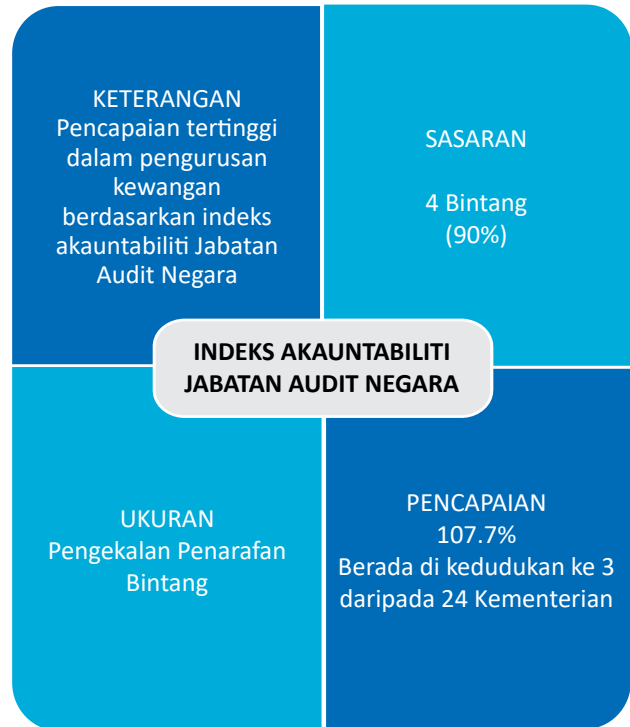 KETERANGAN
Pencapaian tertinggi
dalam pengurusan
kewangan
berdasarkan indeks
akauntabiliti Jabatan
Audit Negara
SASARAN
4 Bintang
(90%)
INDEKS AKAUNTABILITI
JABATAN AUDIT NEGARA
UKURAN
Pengekalan Penarafan
Bintang
PENCAPAIAN
107.7%
Berada di kedudukan ke 3
daripada 24 Kementerian